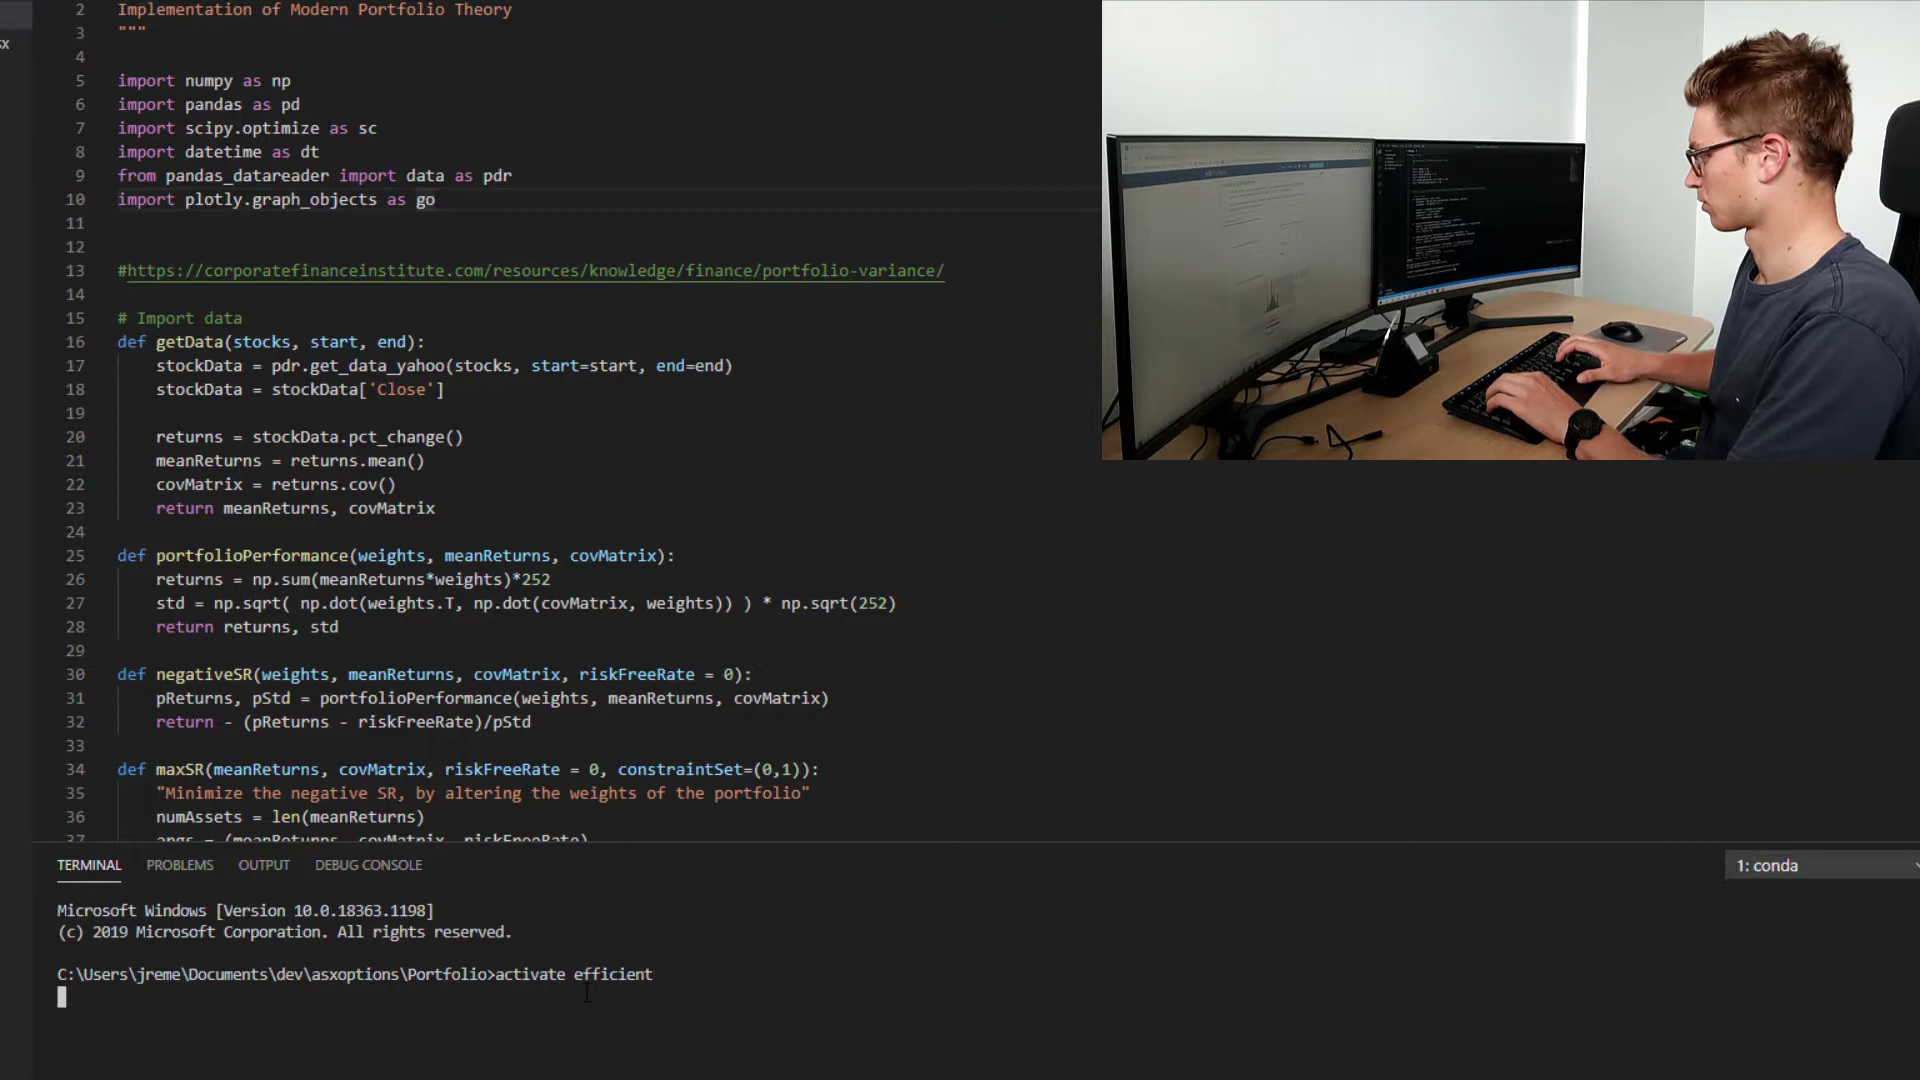 2 Implementation of Modern Portfolio Theory
3 """
4
5 import numpy as np
6 import pandas as pd
7 import scipy.optimize as sc
8 import datetime as dt
9 from pandas_datareader import data as pdr
10 import plotly.graph_objects as go
11
12
13 #https://corporatefinanceinstitute.com/resources/knowledge/finance/portfolio-variance/
14
15 # Import data
16 def getData(stocks, start, end):
17 stockData = pdr.get_data_yahoo(stocks, start=start, end=end)
18 stockData = stockData['Close']
19
20 returns = stockData.pct_change()
21 meanReturns = returns.mean()
22 covMatrix = returns.cov()
23 return meanReturns, covMatrix
24
25 def portfolioPerformance(weights, meanReturns, covMatrix):
26 returns = np.sum(meanReturns*weights)*252
27 std = np.sqrt( np.dot(weights.T, np.dot(covMatrix, weights)) ) * np.sqrt(252)
28 return returns, std
29
30 def negativeSR(weights, meanReturns, covMatrix, riskFreeRate = 0):
31 pReturns, pStd = portfolioPerformance(weights, meanReturns, covMatrix)
32 return - (pReturns - riskFreeRate)/pStd
33
34 def maxSR(meanReturns, covMatrix, riskFreeRate = 0, constraintSet=(0,1)):
35 "Minimize the negative SR, by altering the weights of the portfolio"
36 numAssets = len(meanReturns)
37 args = (meanReturns, covMatrix, riskFreeRate)
TERMINAL PROBLEMS OUTPUT DEBUG CONSOLE
1: conda
Microsoft Windows [Version 10.0.18363.1198]
(c) 2019 Microsoft Corporation. All rights reserved.
C:\Users\jreme\Documents\dev\asxoptions\Portfolio>activate efficient